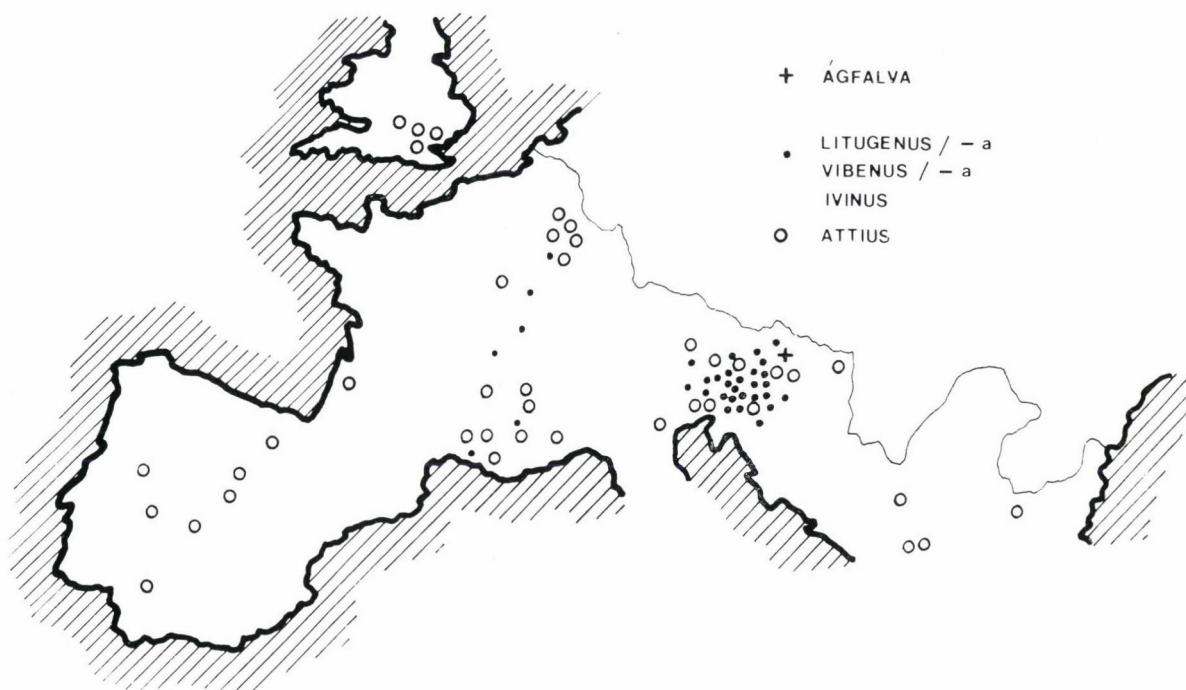 ÁGFALVA
LITUGENUS / – a
VIBENUS / – a
IVINUS
ATTIUS